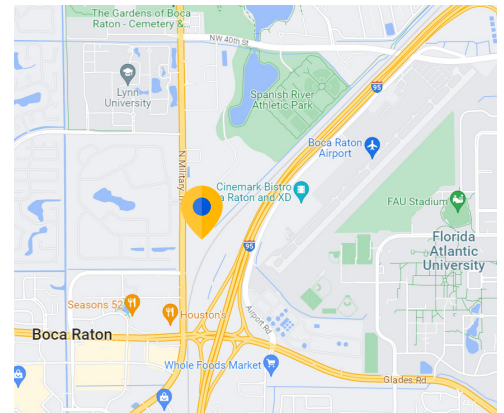 The Gardens of Boca
Raton - Cemetery &...
NW 40th St
95
Lynn
University
Spanish River
Athletic Park
Boca Raton
Airport
N Military
Cinemark Bistro
a Raton and XD
FAU Stadium
Florida
Atlantic
University
95
Seasons 52
Houston's
Airport Rd
Boca Raton
Whole Foods Market
Glades Rd